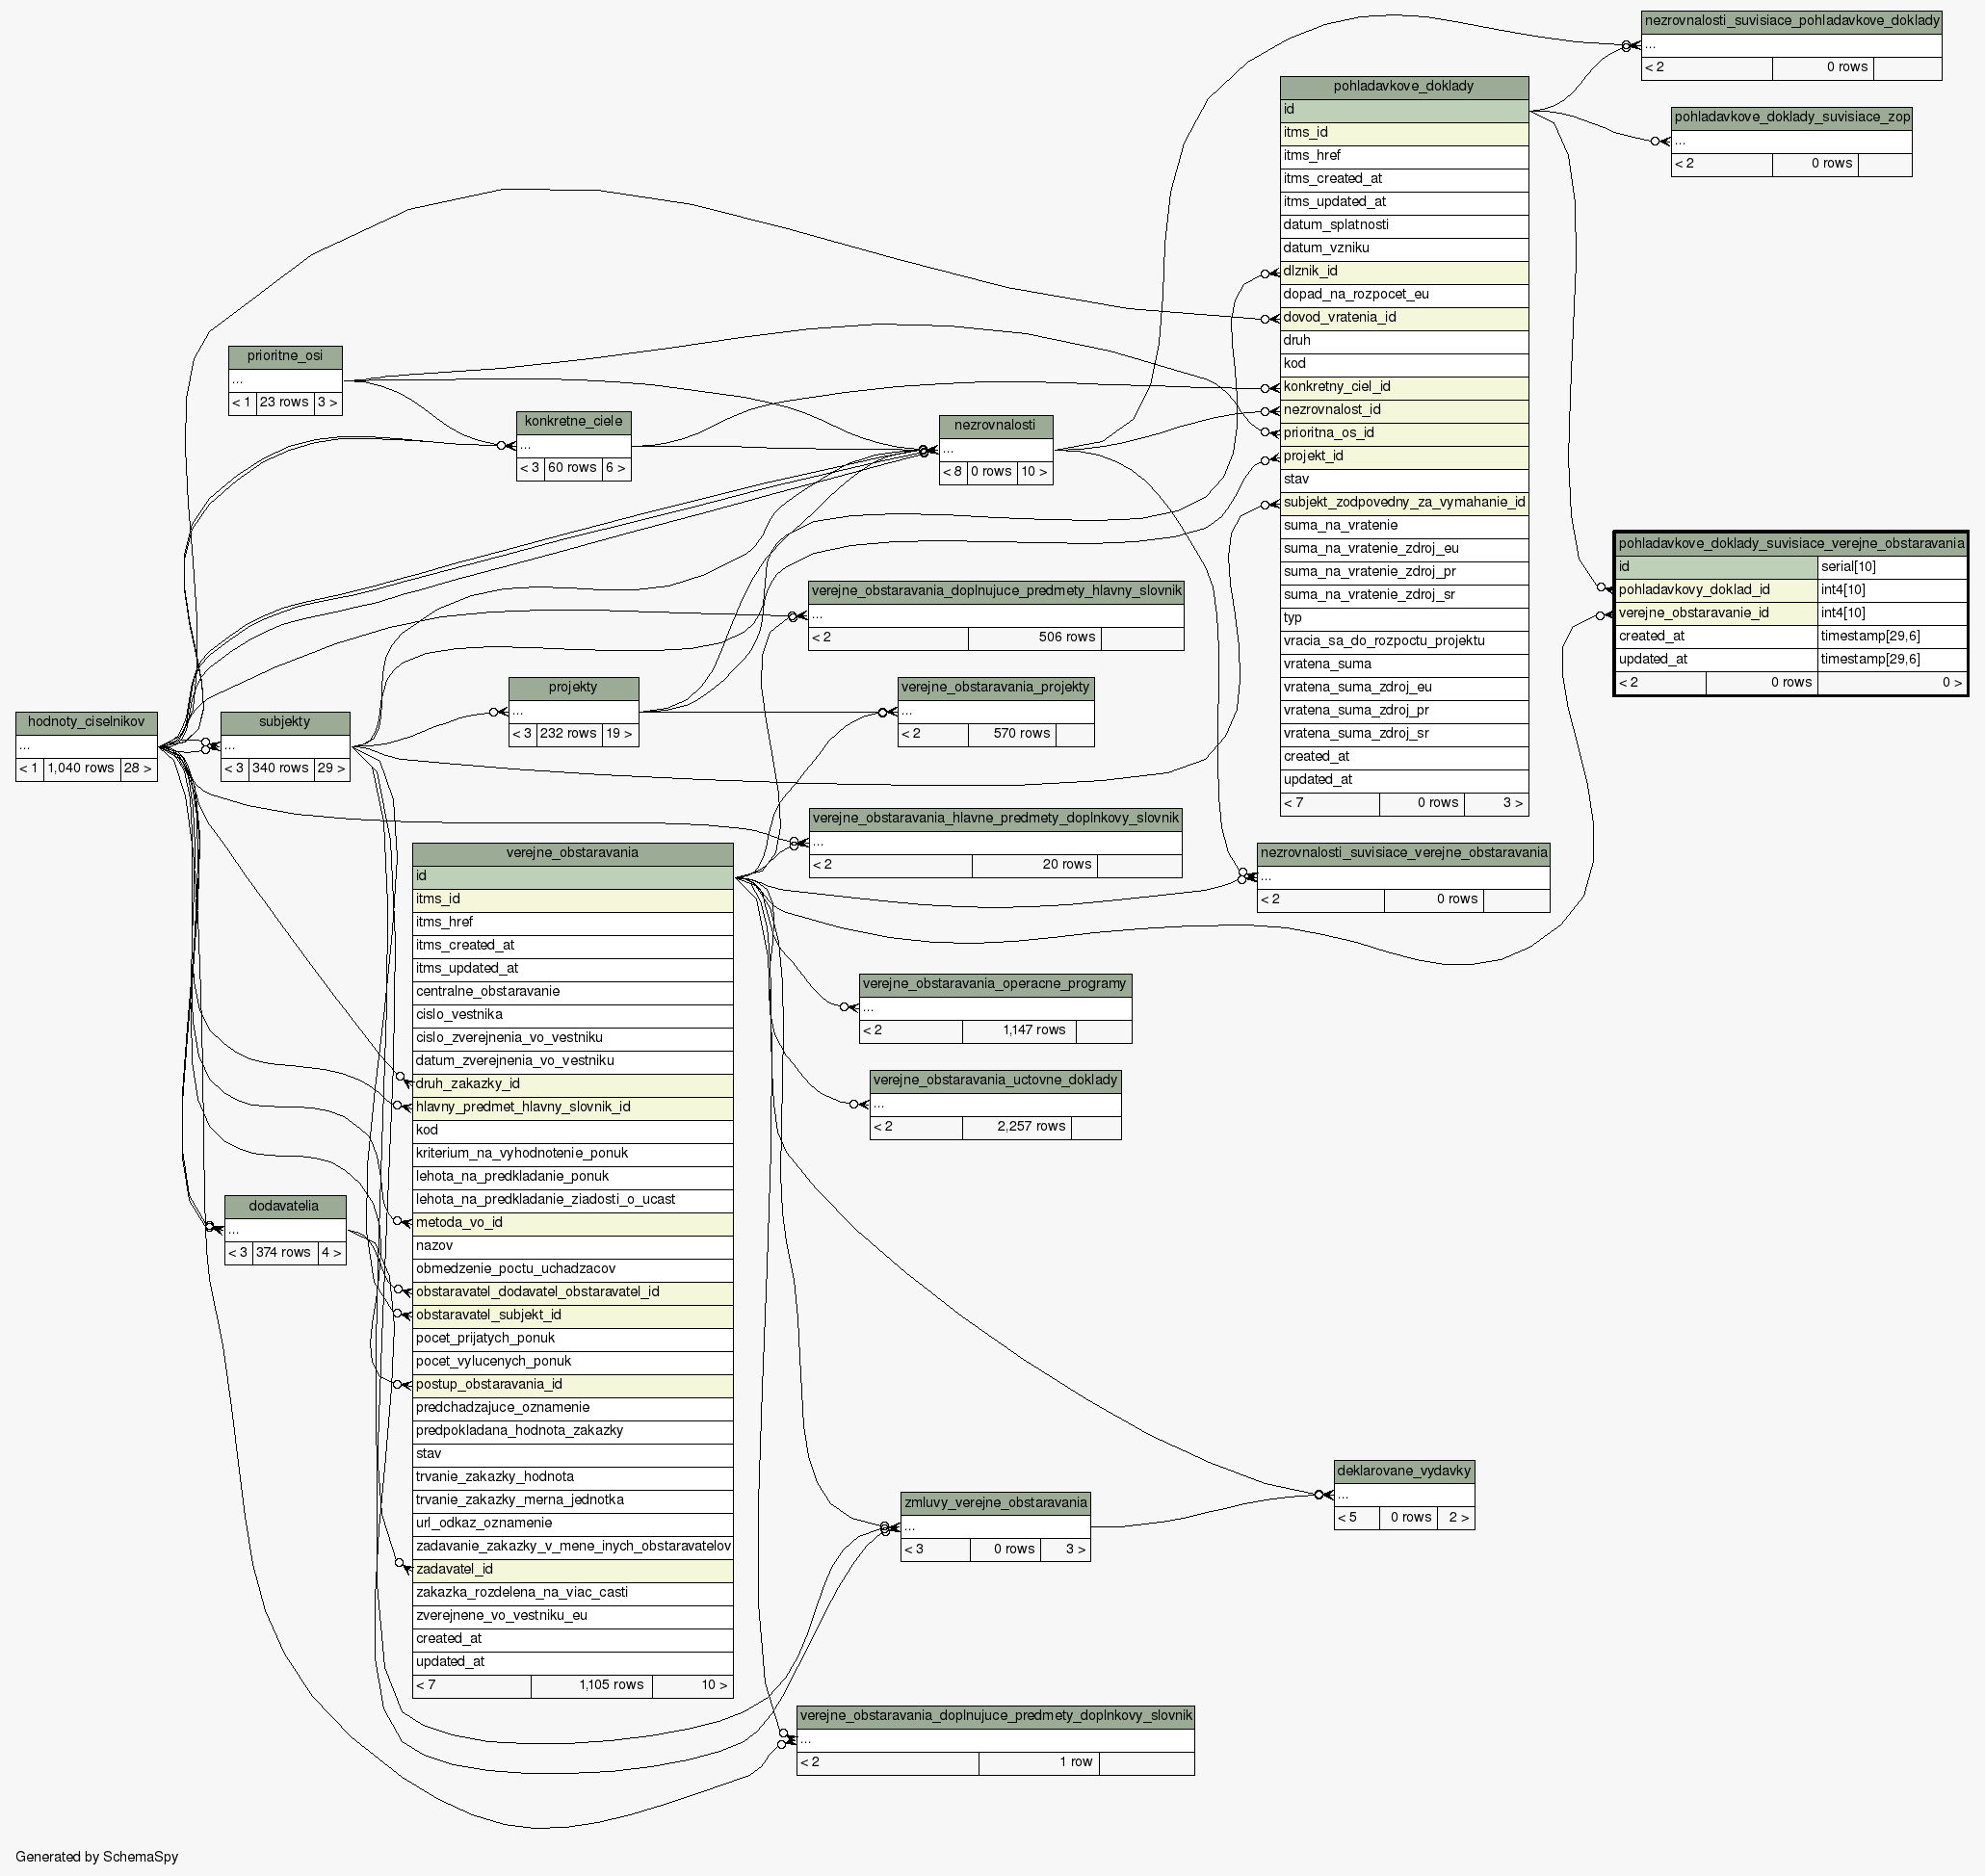 nezrovnalosti_suvisiace_pohladavkove_doklady
...
< 2 0 rows
pohladavkove_doklady_suvisiace_zop
...
< 2 0 rows
pohladavkove_doklady
id
itms_id
itms_href
itms_created_at
itms_updated_at
datum_splatnosti
datum_vzniku
dlznik_id
dopad_na_rozpocet_eu
dovod_vratenia_id
druh
kod
konkretny_ciel_id
nezrovnalost_id
prioritna_os_id
projekt_id
stav
subjekt_zodpovedny_za_vymahanie_id
suma_na_vratenie
suma_na_vratenie_zdroj_eu
suma_na_vratenie_zdroj_pr
suma_na_vratenie_zdroj_sr
typ
vracia_sa_do_rozpoctu_projektu
vratena_suma
vratena_suma_zdroj_eu
vratena_suma_zdroj_pr
vratena_suma_zdroj_sr
created_at
updated_at
< 7 0 rows 3 >
prioritne_osi
...
< 1 23 rows 3 >
konkretne_ciele
...
< 3 60 rows 6 >
nezrovnalosti
...
< 8 0 rows 10 >
pohladavkove_doklady_suvisiace_verejne_obstaravania
id serial[10]
pohladavkovy_doklad_id int4[10]
verejne_obstaravanie_id int4[10]
created_at timestamp[29,6]
updated_at timestamp[29,6]
< 2 0 rows 0 >
verejne_obstaravania_doplnujuce_predmety_hlavny_slovnik
...
< 2 506 rows
projekty
...
< 3 232 rows 19 >
verejne_obstaravania_projekty
...
< 2 570 rows
hodnoty_ciselnikov
...
< 1 1,040 rows 28 >
subjekty
...
< 3 340 rows 29 >
verejne_obstaravania_hlavne_predmety_doplnkovy_slovnik
...
< 2 20 rows
nezrovnalosti_suvisiace_verejne_obstaravania
...
< 2 0 rows
verejne_obstaravania
id
itms_id
itms_href
itms_created_at
itms_updated_at
centralne_obstaravanie
cislo_vestnika
cislo_zverejnenia_vo_vestniku
datum_zverejnenia_vo_vestniku
druh_zakazky_id
hlavny_predmet_hlavny_slovnik_id
kod
kriterium_na_vyhodnotenie_ponuk
lehota_na_predkladanie_ponuk
lehota_na_predkladanie_ziadosti_o_ucast
metoda_vo_id
nazov
obmedzenie_poctu_uchadzacov
obstaravatel_dodavatel_obstaravatel_id
obstaravatel_subjekt_id
pocet_prijatych_ponuk
pocet_vylucenych_ponuk
postup_obstaravania_id
predchadzajuce_oznamenie
predpokladana_hodnota_zakazky
stav
trvanie_zakazky_hodnota
trvanie_zakazky_merna_jednotka
url_odkaz_oznamenie
zadavanie_zakazky_v_mene_inych_obstaravatelov
zadavatel_id
zakazka_rozdelena_na_viac_casti
zverejnene_vo_vestniku_eu
created_at
updated_at
< 7 1,105 rows 10 >
verejne_obstaravania_operacne_programy
...
< 2 1,147 rows
verejne_obstaravania_uctovne_doklady
...
< 2 2,257 rows
dodavatelia
...
< 3 374 rows 4 >
deklarovane_vydavky
...
< 5 0 rows 2 >
zmluvy_verejne_obstaravania
...
< 3 0 rows 3 >
verejne_obstaravania_doplnujuce_predmety_doplnkovy_slovnik
...
< 2 1 row
Generated by SchemaSpy